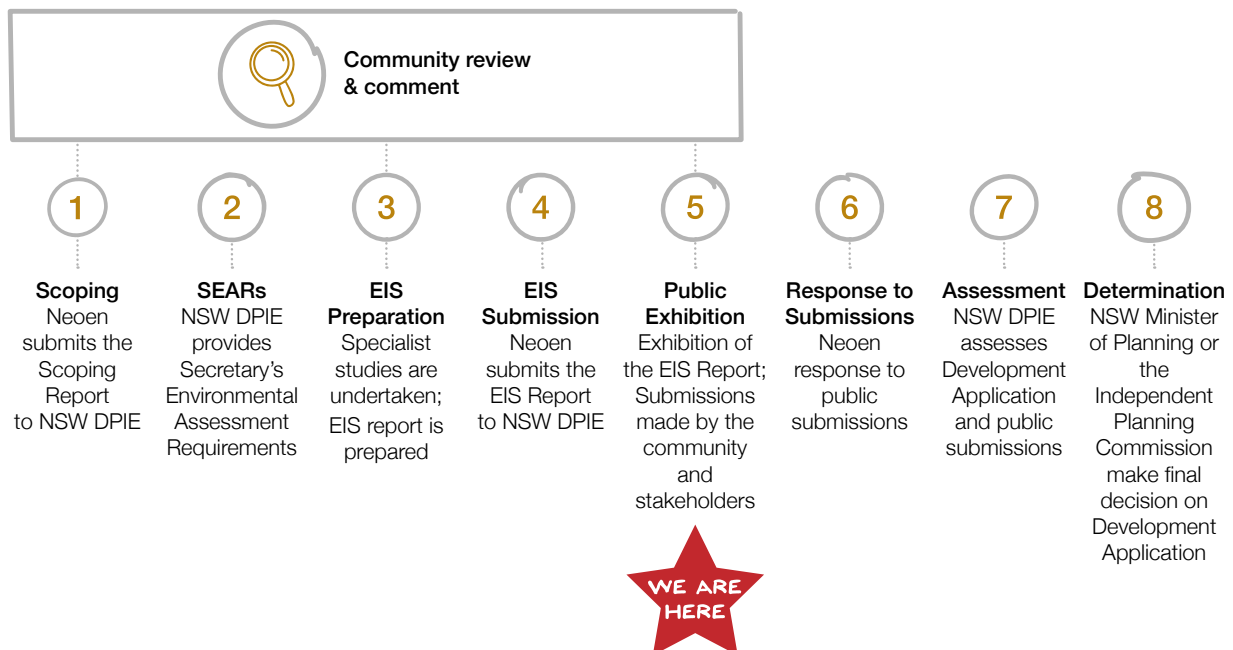 Community review
& comment
1
2
3
4
5
6
7
8
Scoping
Neoen
submits the
Scoping
Report
to NSW DPIE
SEARs
NSW DPIE
provides
Secretary's
Environmental
Assessment
Requirements
EIS
Preparation
Specialist
studies are
undertaken;
EIS report is
prepared
EIS
Submission
Neoen
submits the
EIS Report
to NSW DPIE
Public
Exhibition
Exhibition of
the EIS Report;
Submissions
made by the
community
and
stakeholders
Response to
Submissions
Neoen
response to
public
submissions
Assessment
NSW DPIE
assesses
Development
Application
and public
submissions
Determination
NSW Minister
of Planning or
the
Independent
Planning
Commission
make final
decision on
Development
Application
WE ARE
HERE